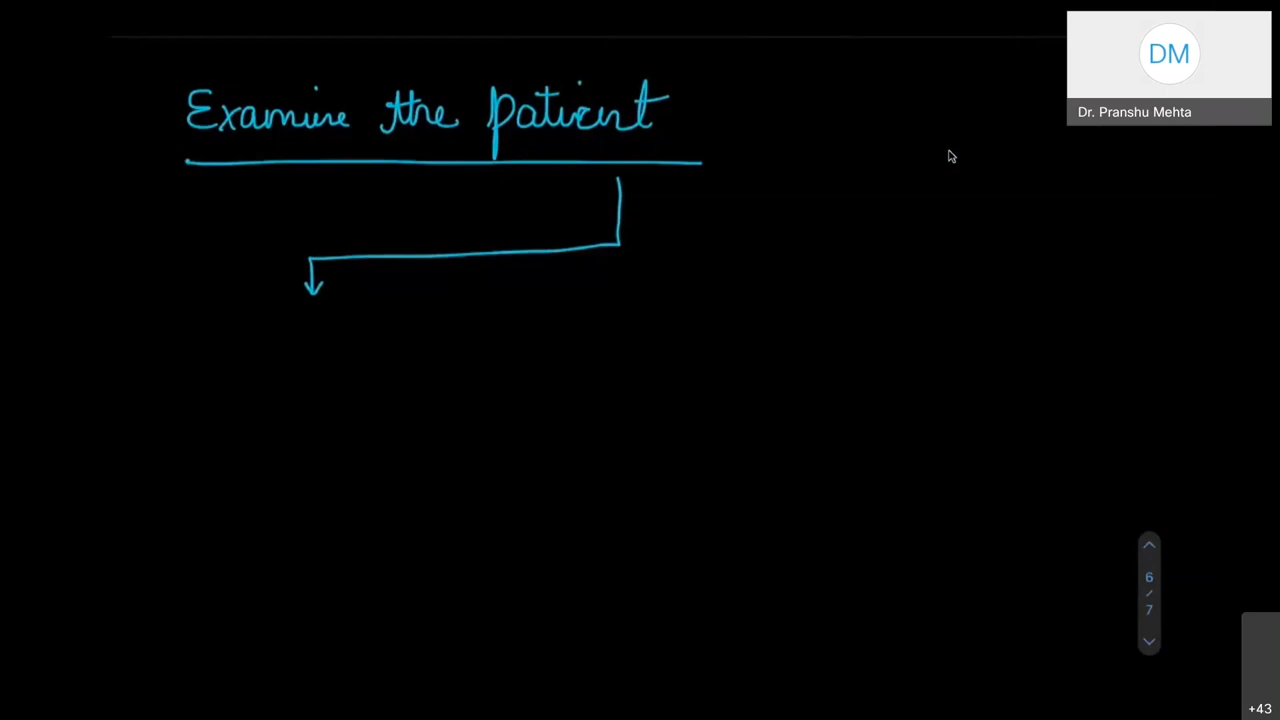 DM
Dr. Pranshu Mehta
Examine the patient
6
/
7
+43